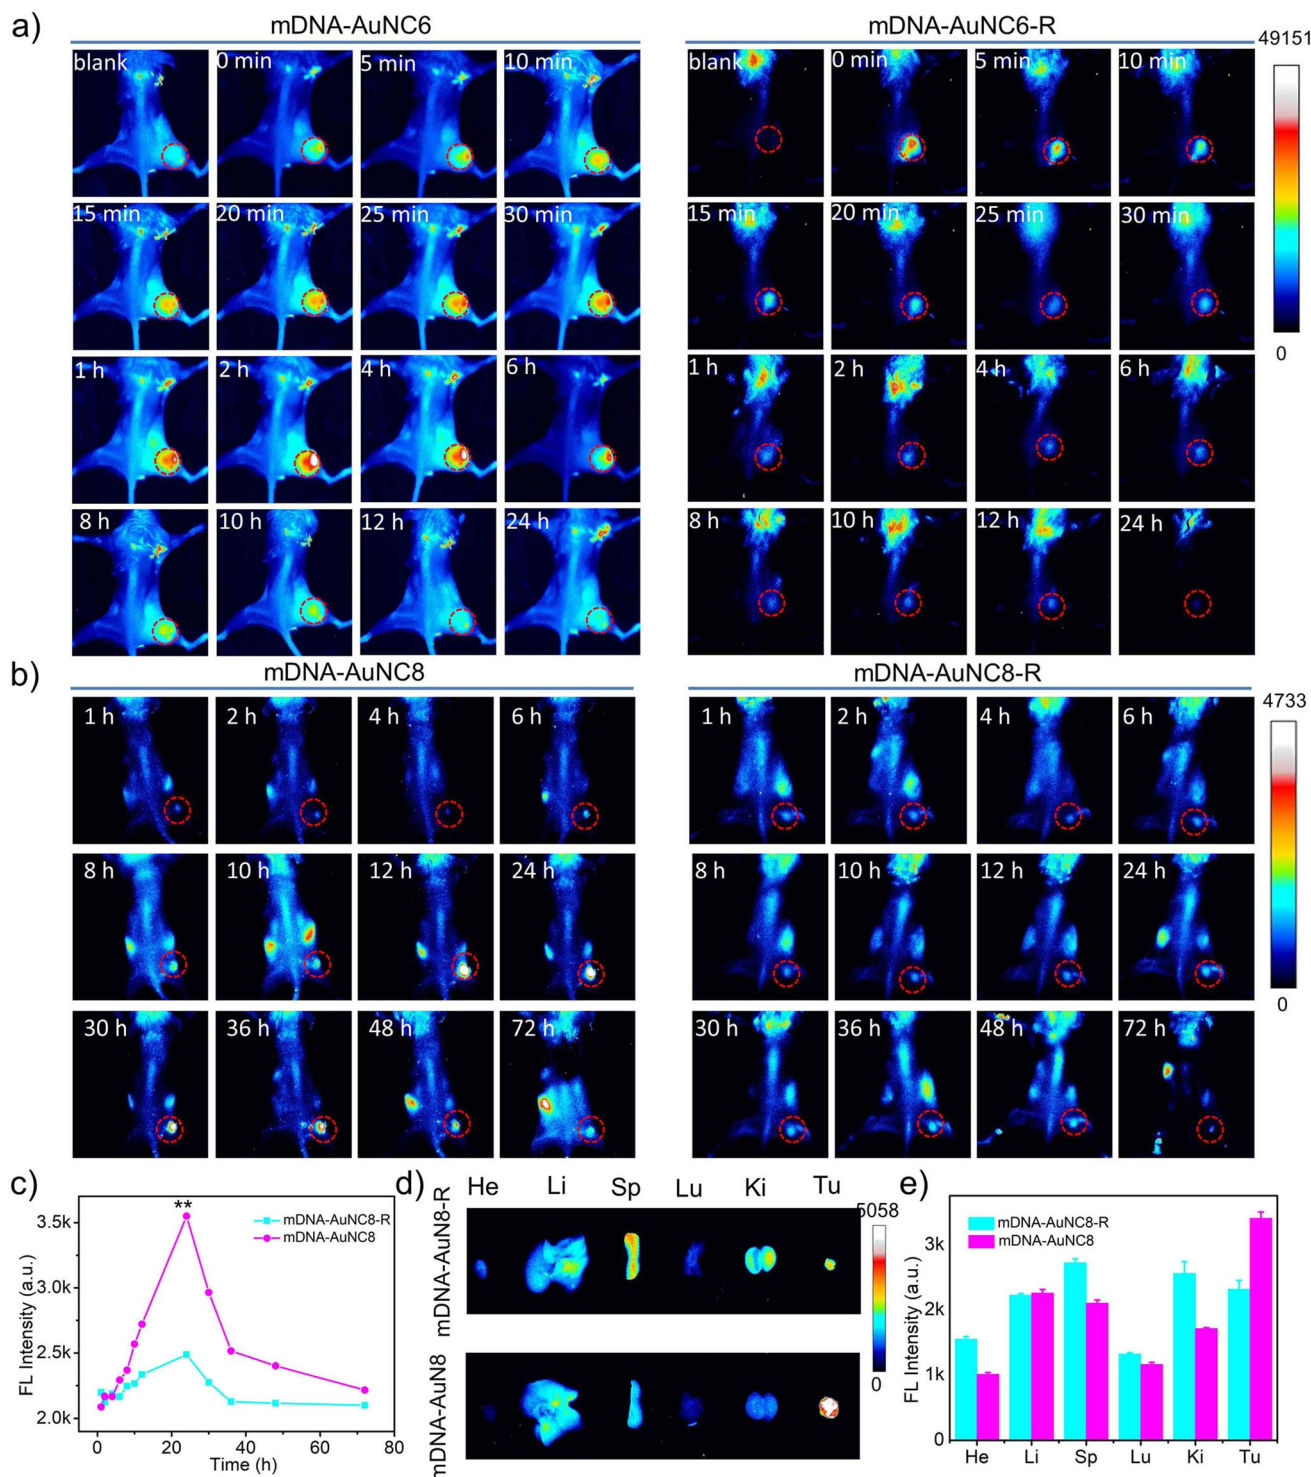 a)
mDNA-AuNC6
mDNA-AuNC6-R
49151
blank
0 min
5 min
10 min
blank
0 min
5 min
10 min
15 min
20 min
25 min
30 min
15 min
20 min
25 min
30 min
0
1 h
2 h
4 h
6 h
1 h
2 h
4 h
6 h
8 h
10 h
12 h
24 h
8 h
10 h
12 h
24 h
b)
mDNA-AuNC8
mDNA-AuNC8-R
4733
1 h
2 h
4 h
6 h
1 h
2 h
4 h
6 h
8 h
10 h
12 h
24 h
8 h
10 h
12 h
24 h
0
30 h
36 h
48 h
72 h
30 h
36 h
48 h
72 h
c)
**
mDNA-AuNC8-R
mDNA-AuNC8
3.5k
3.0k
2.5k
2.0k
FL Intensity (a.u.)
0
20
40
60
80
Time (h)
d)
He
Li
Sp
Lu
Ki
Tu
mDNA-AuN8-R
mDNA-AuN8
5058
0
e)
mDNA-AuNC8-R
mDNA-AuNC8
3k
2k
1k
0
FL Intensity (a.u.)
He
Li
Sp
Lu
Ki
Tu